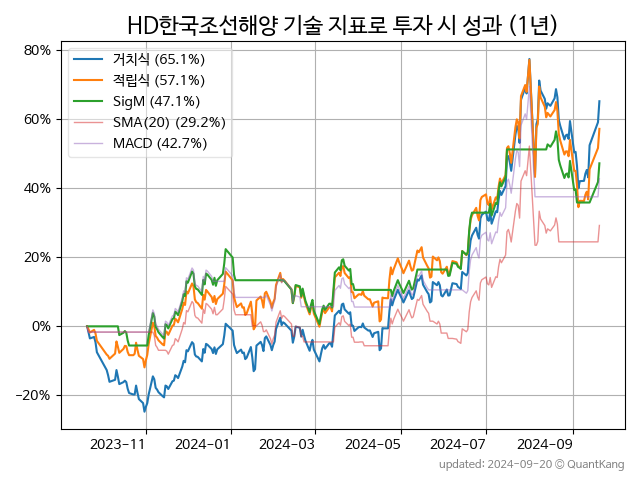 HD한국조선해양 기술 지표로 투자 시 성과 (1년)
80%
60%
40%
20%
0%
−20%
거치식 (65.1%)
적립식 (57.1%)
SigM (47.1%)
SMA(20) (29.2%)
MACD (42.7%)
2023-11
2024-01
2024-03
2024-05
2024-07
2024-09
updated: 2024-09-20 © QuantKang